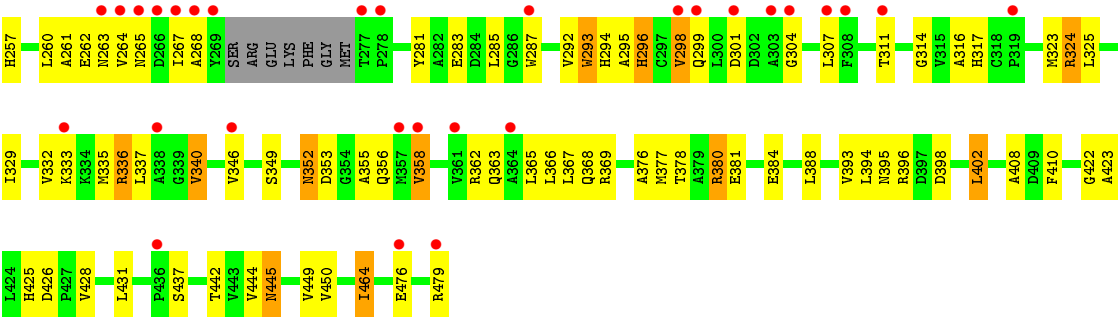 H257 L260 A261 E262 N263 V264 N265 D266 I267 A268 Y269 SER ARG GLU LYS PHE GLY MET T277 P278 Y281 A282 E283 D284 L285 G286 W287 V292 W293 H294 A295 H296 C297 V298 Q299 L300 D301 D302 A303 G304 L307 F308 T311 G314 V315 A316 H317 C318 P319 M323 R324 L325
I329 V332 K333 K334 M335 R336 L337 A338 G339 V340 V346 S349 N352 D353 G354 A355 Q356 M357 V358 V361 R362 Q363 A364 L365 L366 L367 Q368 R369 A376 M377 T378 A379 R380 E381 E384 L388 V393 L394 N395 R396 D397 D398 L402 A408 D409 F410 G422 A423
L424 H425 D426 P427 V428 L431 P436 S437 T442 V443 V444 N445 V449 V450 I464 E476 R479